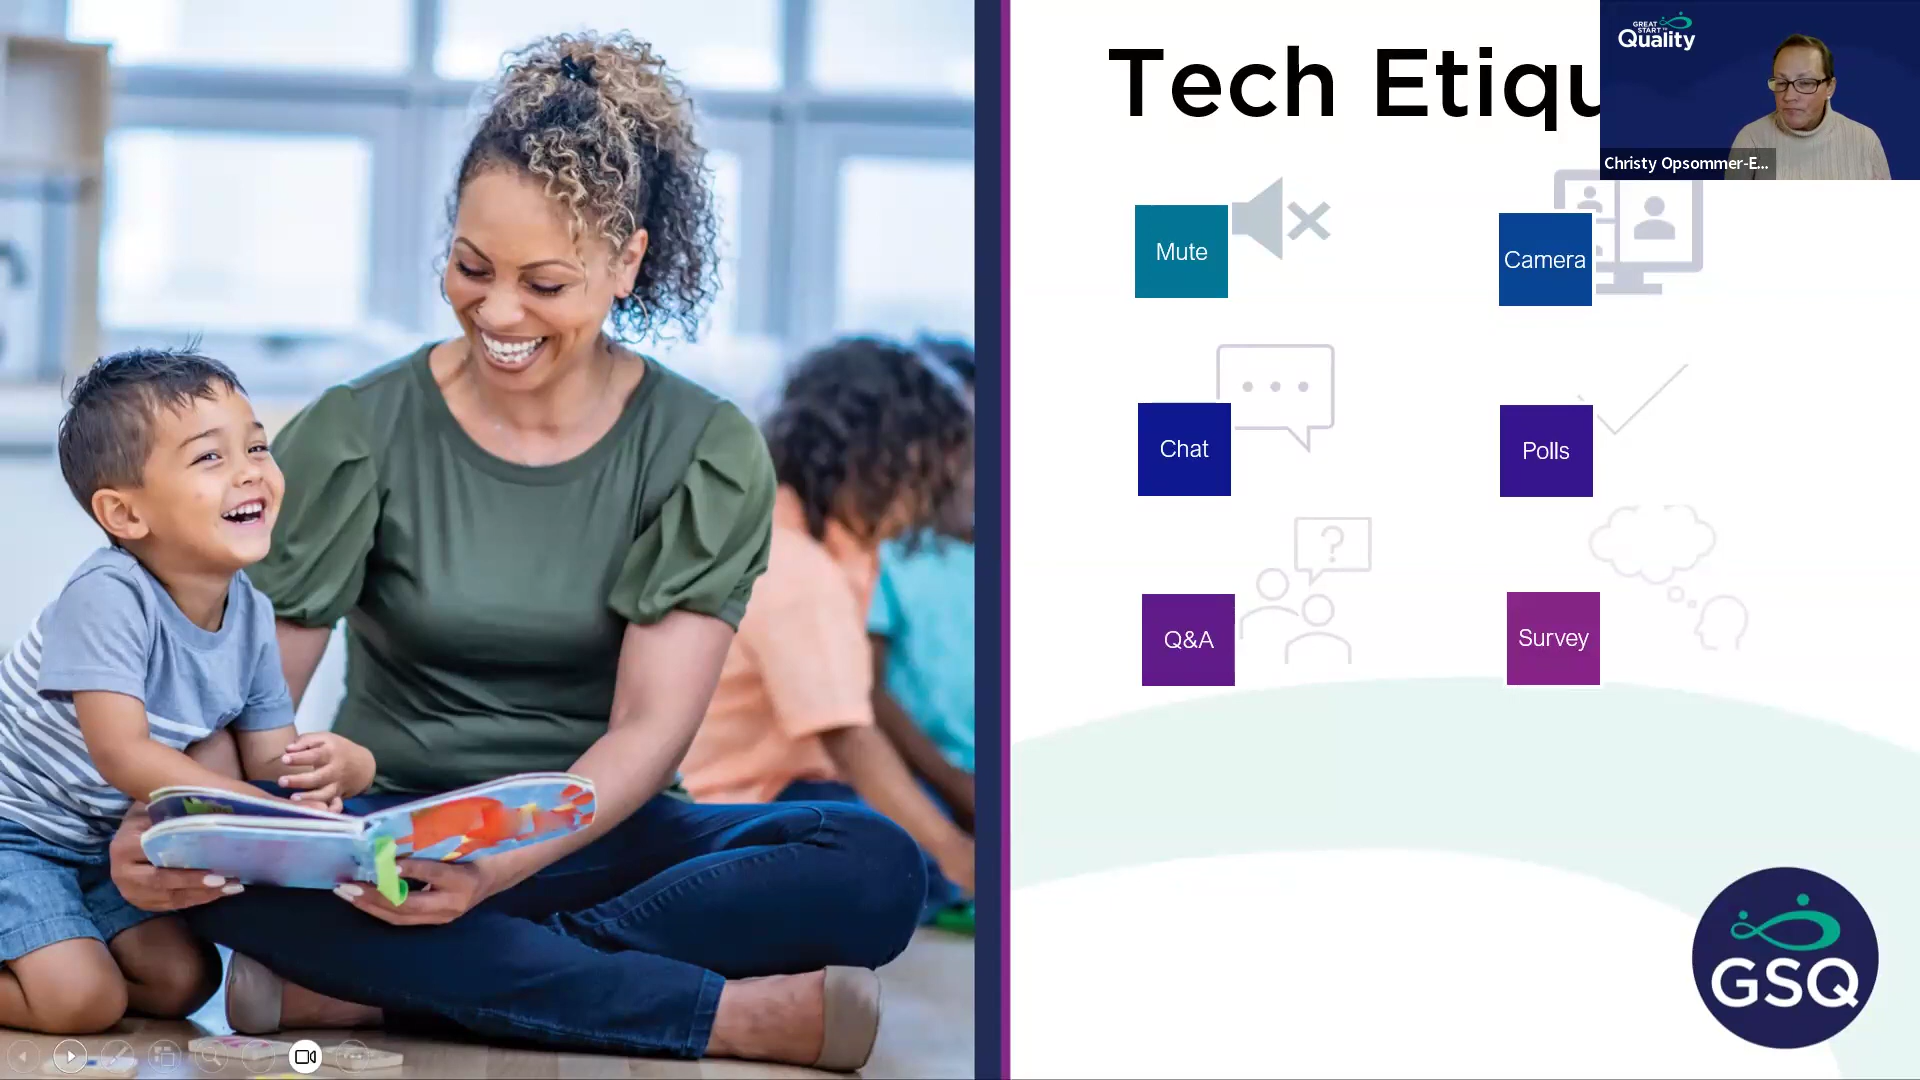 Tech Etiqu
GREAT
START TO
Quality
Christy Opsommer-E...
Mute
Camera
Chat
Polls
?
Q&A
Survey
GSQ